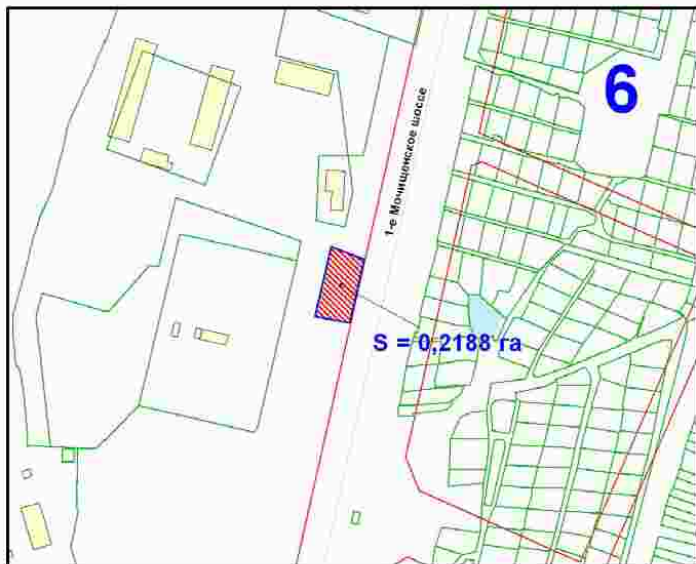 6
1-е Мочищенское шоссе
S = 0,2188 га